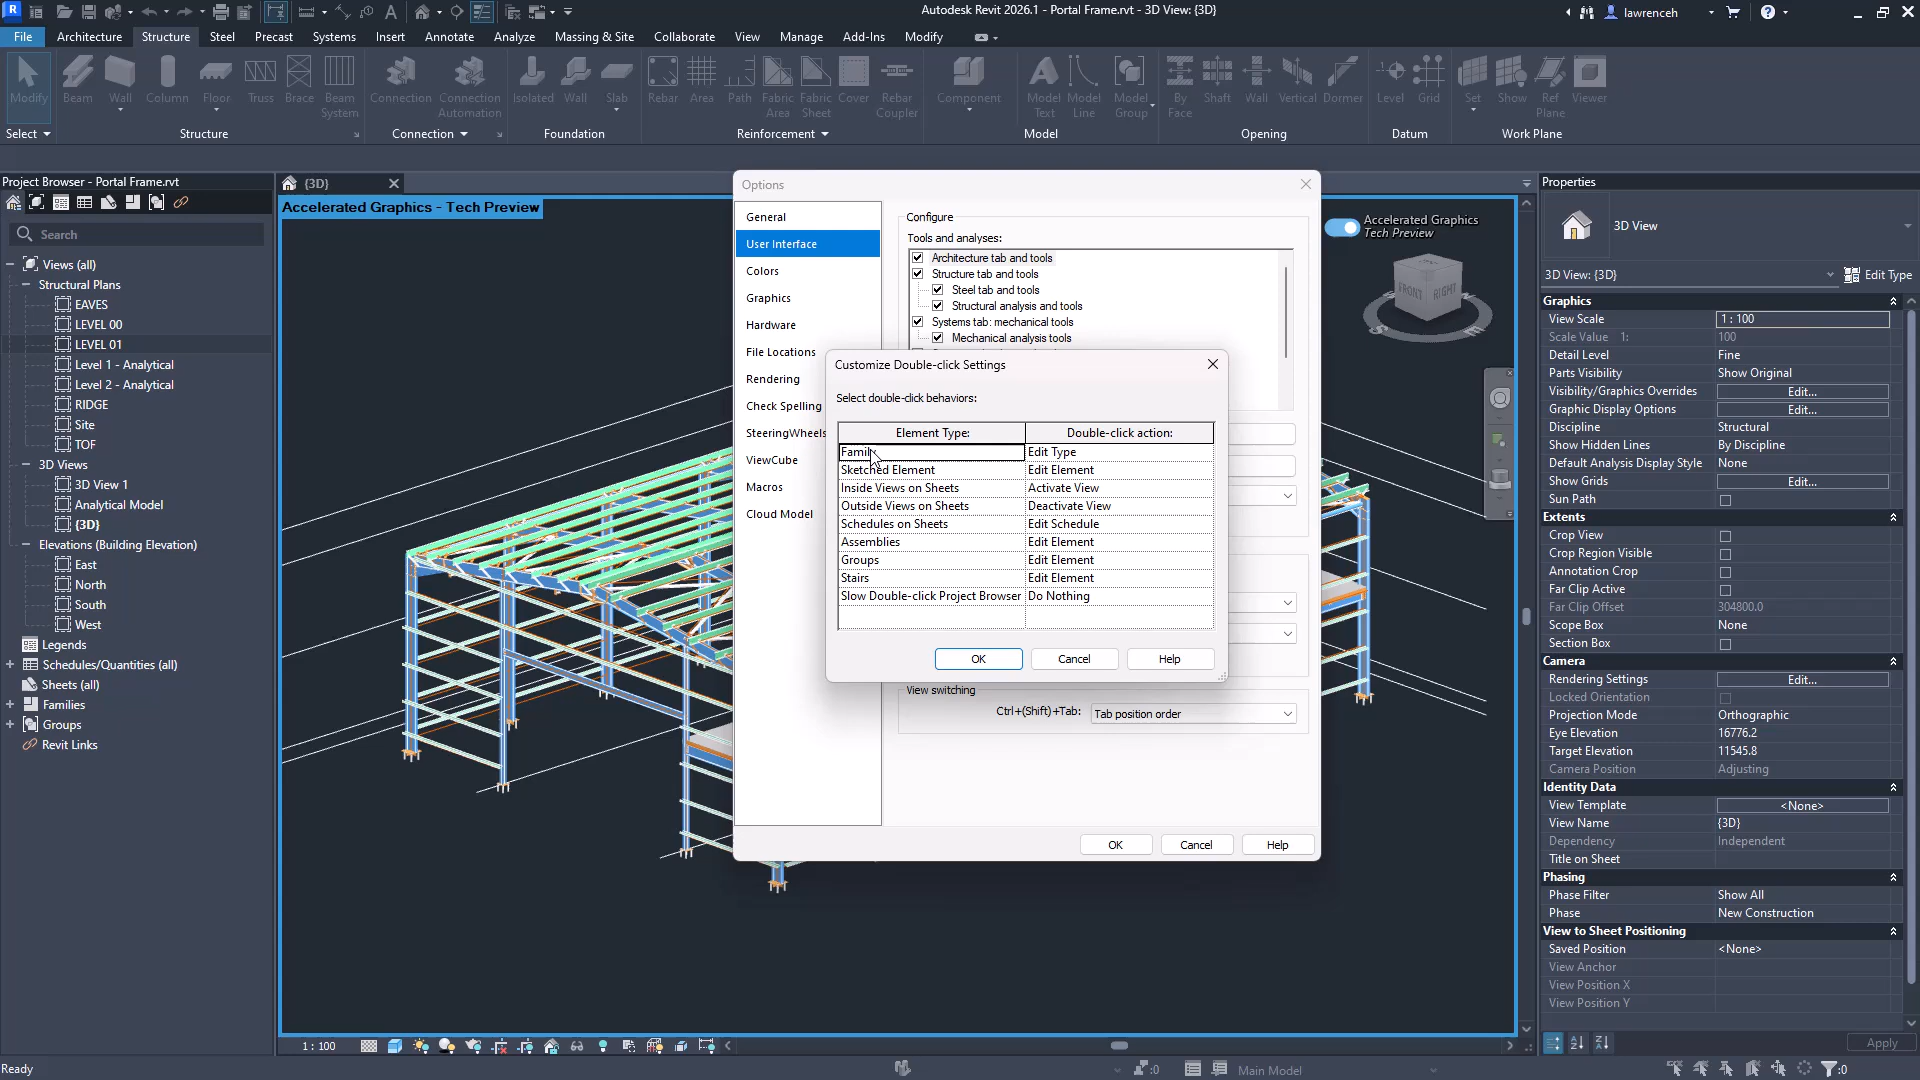 Autodesk Revit 2026.1 - Portal Frame.rvt - 3D View: {3D}
lawrenceh
File
Architecture
Structure
Steel
Precast
Systems
Insert
Annotate
Analyze
Massing & Site
Collaborate
View
Manage
Add-Ins
Modify
Modify
Beam
Wall
Column
Floor
Truss
Brace
Beam System
Connection
Connection Automation
Isolated
Wall
Slab
Rebar
Area
Path
Fabric Area
Fabric Sheet
Cover
Rebar Coupler
Component
Model Text
Model Line
Model Group
By Face
Shaft
Wall
Vertical
Dormer
Level
Grid
Set
Show
Ref Plane
Viewer
Select
Structure
Connection
Foundation
Reinforcement
Model
Opening
Datum
Work Plane
Project Browser - Portal Frame.rvt
Search
Views (all)
Structural Plans
EAVES
LEVEL 00
LEVEL 01
Level 1 - Analytical
Level 2 - Analytical
RIDGE
Site
TOF
3D Views
3D View 1
Analytical Model
{3D}
Elevations (Building Elevation)
East
North
South
West
Legends
Schedules/Quantities (all)
Sheets (all)
Families
Groups
Revit Links
{3D}
Accelerated Graphics - Tech Preview
Accelerated Graphics
Tech Preview
FRONT
RIGHT
S
E
Options
General
User Interface
Colors
Graphics
Hardware
File Locations
Rendering
Check Spelling
SteeringWheels
ViewCube
Macros
Cloud Model
Configure
Tools and analyses:
Architecture tab and tools
Structure tab and tools
Steel tab and tools
Structural analysis and tools
Systems tab: mechanical tools
Mechanical analysis tools
Customize Double-click Settings
Select double-click behaviors:
Element Type: Double-click action:
Family Edit Type
Sketched Element Edit Element
Inside Views on Sheets Activate View
Outside Views on Sheets Deactivate View
Schedules on Sheets Edit Schedule
Assemblies Edit Element
Groups Edit Element
Stairs Edit Element
Slow Double-click Project Browser Do Nothing
OK Cancel Help
View switching
Ctrl+(Shift)+Tab: Tab position order
OK Cancel Help
Properties
3D View
3D View: {3D} Edit Type
Graphics
View Scale 1 : 100
Scale Value 1: 100
Detail Level Fine
Parts Visibility Show Original
Visibility/Graphics Overrides Edit...
Graphic Display Options Edit...
Discipline Structural
Show Hidden Lines By Discipline
Default Analysis Display Style None
Show Grids Edit...
Sun Path
Extents
Crop View
Crop Region Visible
Annotation Crop
Far Clip Active
Far Clip Offset 304800.0
Scope Box None
Section Box
Camera
Rendering Settings Edit...
Locked Orientation
Projection Mode Orthographic
Eye Elevation 16776.2
Target Elevation 11545.8
Camera Position Adjusting
Identity Data
View Template <None>
View Name {3D}
Dependency Independent
Title on Sheet
Phasing
Phase Filter Show All
Phase New Construction
View to Sheet Positioning
Saved Position <None>
View Anchor
View Position X
View Position Y
Apply
1 : 100
Ready
:0
Main Model
:0